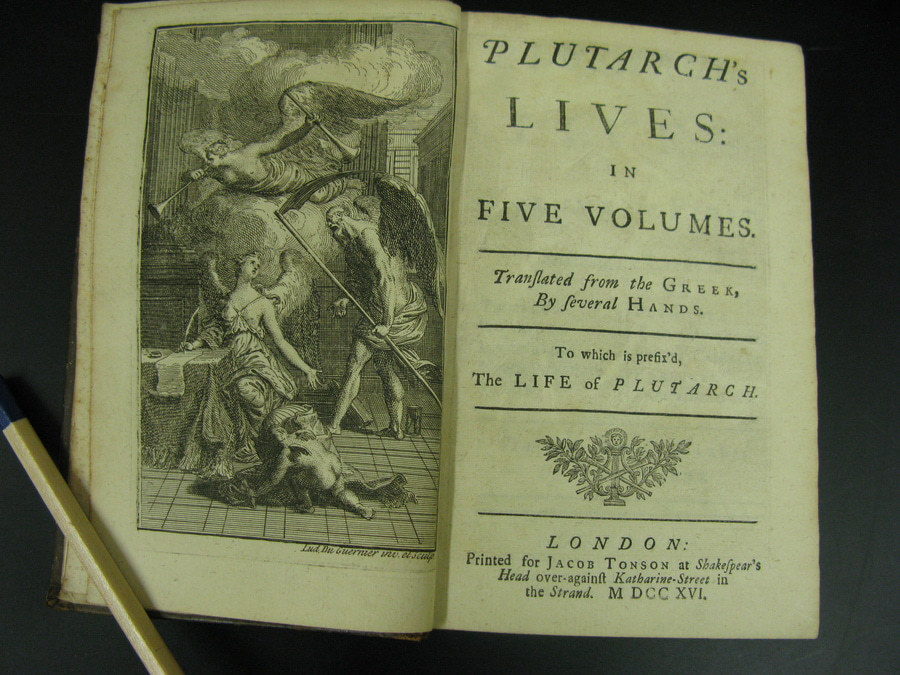 Lud. Du Guernier inv. et sculp.
PLUTARCH's
LIVES:
IN
FIVE VOLUMES.
Tranſlated from the GREEK,
By ſeveral HANDS.
To which is prefix'd,
The LIFE of PLUTARCH.
LONDON:
Printed for JACOB TONSON at Shakeſpear's
Head over-againſt Katharine-Street in
the Strand. M DCC XVI.